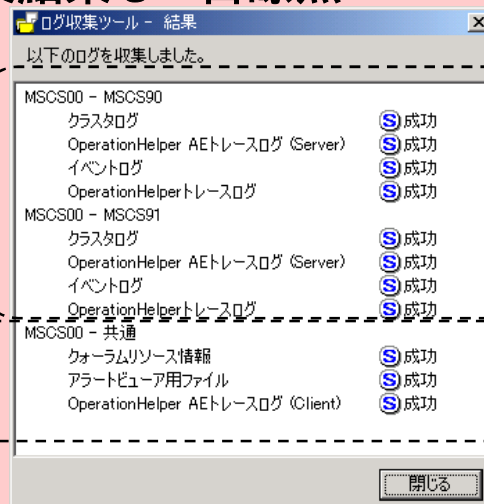 ログ収集ツール - 結果
以下のログを収集しました。
MSCS00 - MSCS90
クラスタログ 成功
OperationHelper AEトレースログ (Server) 成功
イベントログ 成功
OperationHelperトレースログ 成功
MSCS00 - MSCS91
クラスタログ 成功
OperationHelper AEトレースログ (Server) 成功
イベントログ 成功
OperationHelperトレースログ 成功
MSCS00 - 共通
クォーラムリソース情報 成功
アラートビューア用ファイル 成功
OperationHelper AEトレースログ (Client) 成功
閉じる